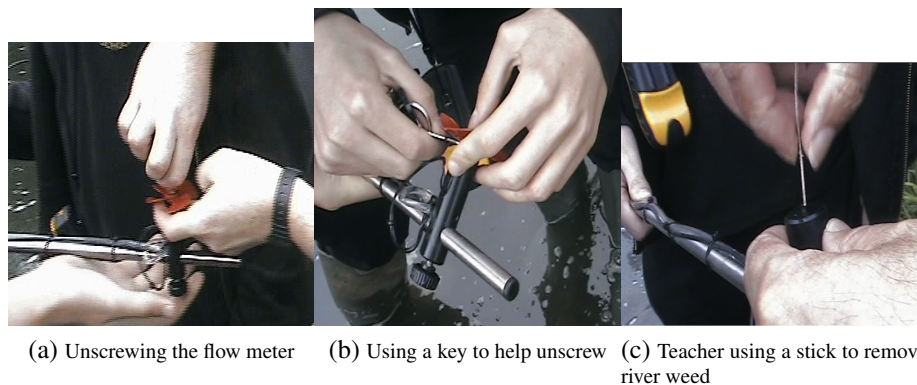 (a) Unscrewing the flow meter
(b) Using a key to help unscrew
(c) Teacher using a stick to remov
river weed